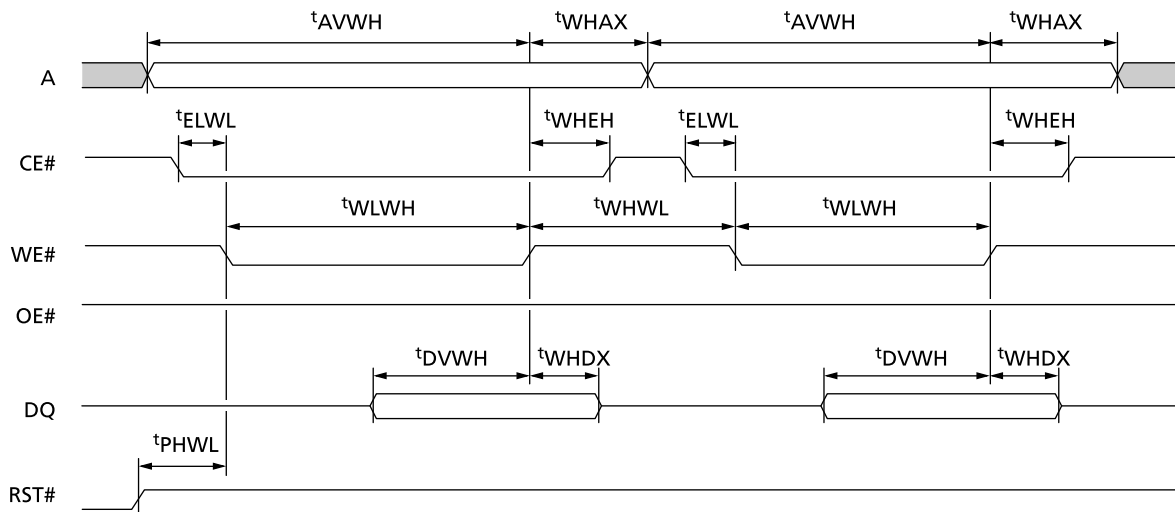 tAVWH tWHAX tAVWH tWHAX
A
tELWL tWHEH tELWL tWHEH
CE#
tWLWH tWHWL tWLWH
WE#
OE#
tDVWH tWHDX tDVWH tWHDX
DQ
tPHWL
RST#